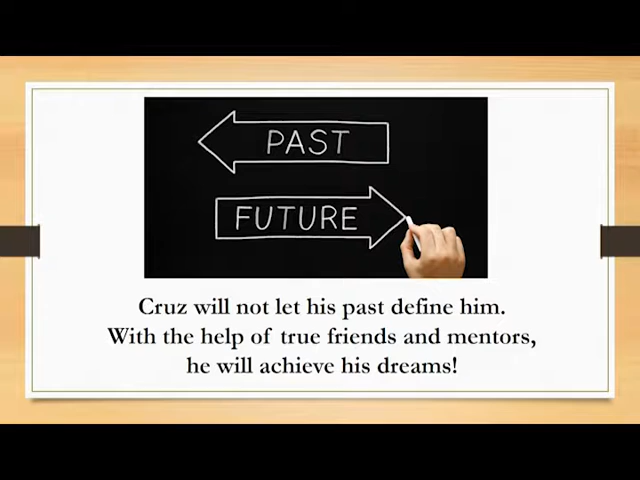 PAST
FUTURE
Cruz will not let his past define him.
With the help of true friends and mentors,
he will achieve his dreams!